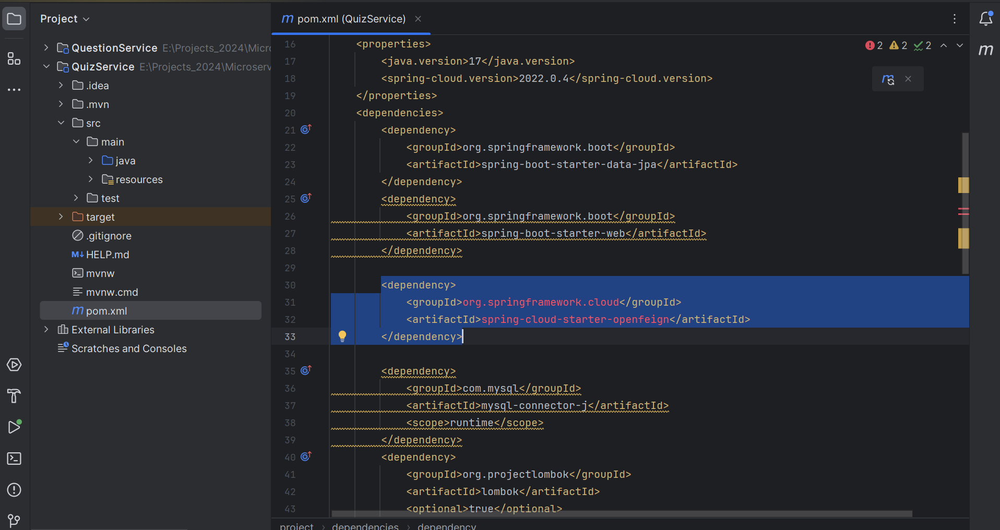 Project
QuestionService E:\Projects_2024\Micro
QuizService E:\Projects_2024\Microserv
.idea
.mvn
src
main
java
resources
test
target
.gitignore
M↓ HELP.md
mvnw
mvnw.cmd
m pom.xml
External Libraries
Scratches and Consoles
m pom.xml (QuizService)
2 2 2
m
m
16 <properties>
17 <java.version>17</java.version>
18 <spring-cloud.version>2022.0.4</spring-cloud.version>
19 </properties>
20 <dependencies>
21 <dependency>
22 <groupId>org.springframework.boot</groupId>
23 <artifactId>spring-boot-starter-data-jpa</artifactId>
24 </dependency>
25 <dependency>
26 <groupId>org.springframework.boot</groupId>
27 <artifactId>spring-boot-starter-web</artifactId>
28 </dependency>
29
30 <dependency>
31 <groupId>org.springframework.cloud</groupId>
32 <artifactId>spring-cloud-starter-openfeign</artifactId>
33 </dependency>
34
35 <dependency>
36 <groupId>com.mysql</groupId>
37 <artifactId>mysql-connector-j</artifactId>
38 <scope>runtime</scope>
39 </dependency>
40 <dependency>
41 <groupId>org.projectlombok</groupId>
42 <artifactId>lombok</artifactId>
43 <optional>true</optional>
project › dependencies › dependency